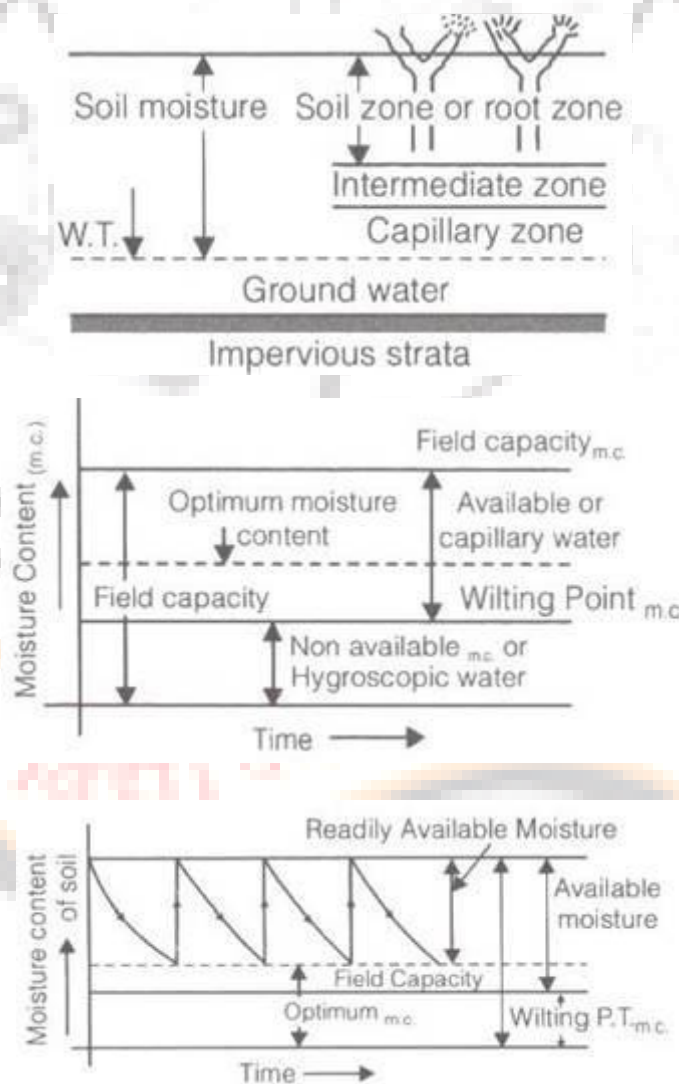 Soil moisture
Soil zone or root zone
Intermediate zone
W.T.
Capillary zone
Ground water
Impervious strata
Moisture Content (m.c.)
Field capacity m.c.
Optimum moisture
content
Available or
capillary water
Field capacity
Wilting Point m.c
Non available m.c. or
Hygroscopic water
Time
Readily Available Moisture
Moisture content
of soil
Available
moisture
Field Capacity
Optimum m.c.
Wilting P.T. m.c.
Time